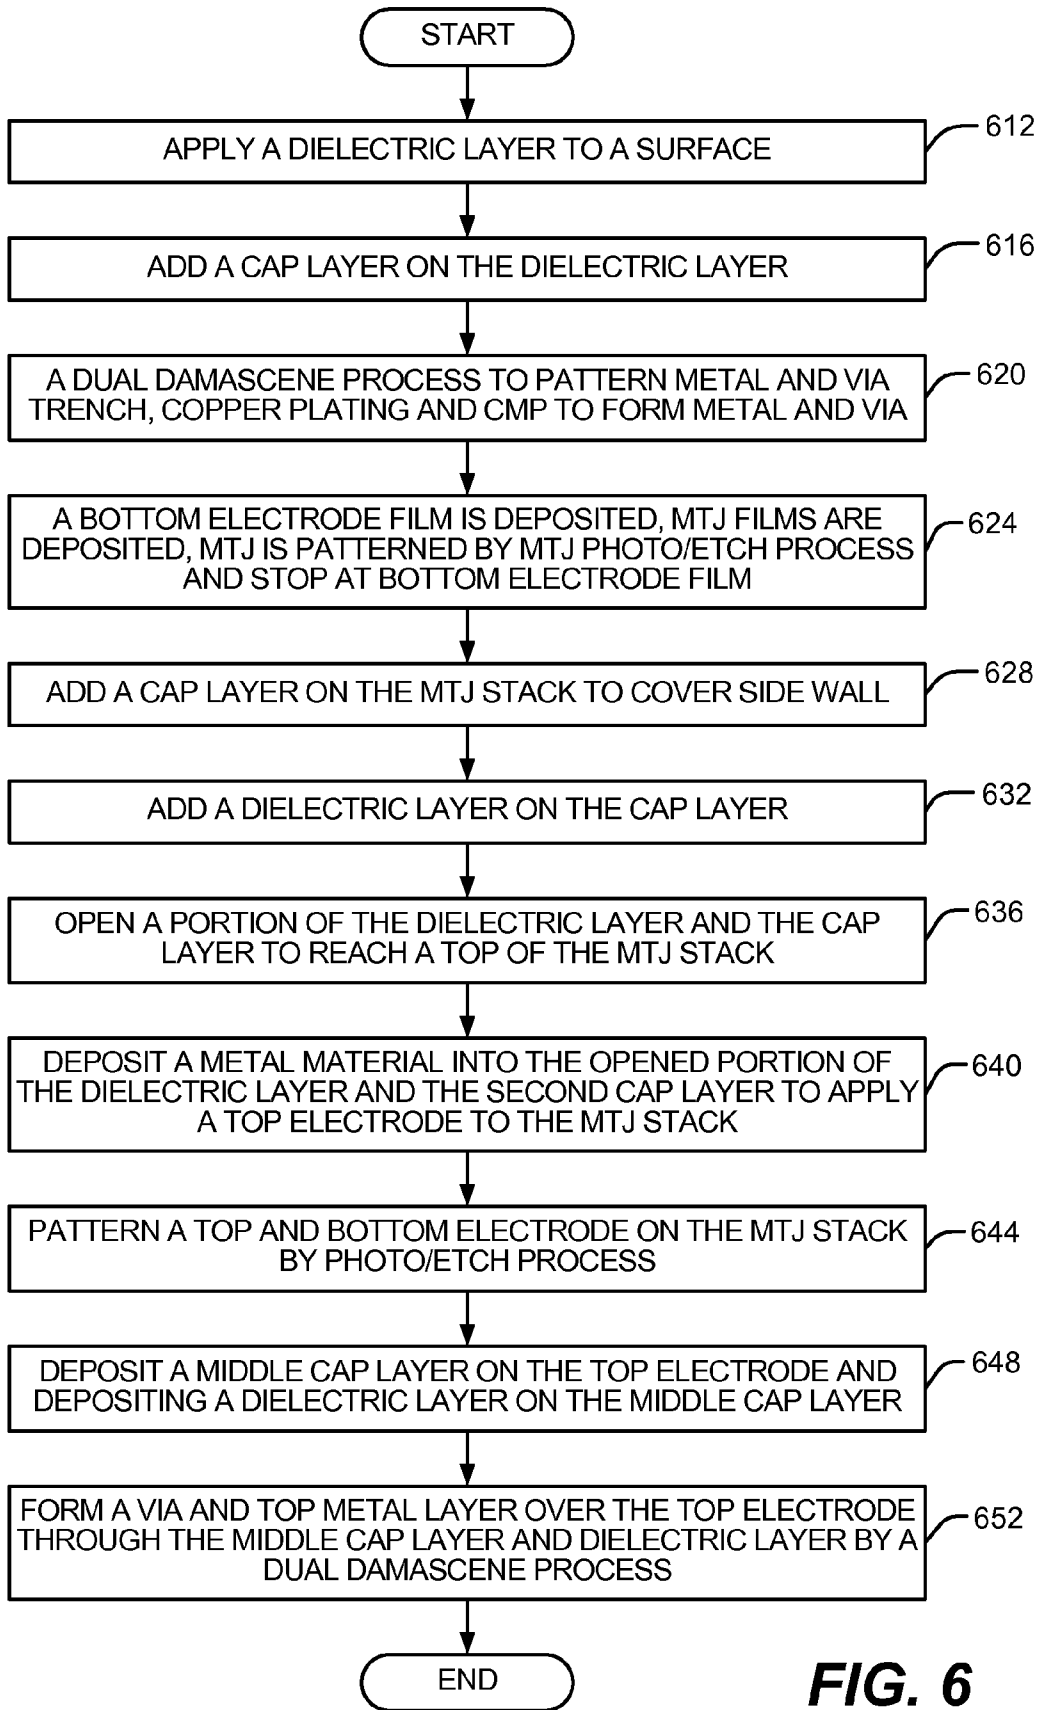 START
APPLY A DIELECTRIC LAYER TO A SURFACE
612
ADD A CAP LAYER ON THE DIELECTRIC LAYER
616
A DUAL DAMASCENE PROCESS TO PATTERN METAL AND VIA
TRENCH, COPPER PLATING AND CMP TO FORM METAL AND VIA
620
A BOTTOM ELECTRODE FILM IS DEPOSITED, MTJ FILMS ARE
DEPOSITED, MTJ IS PATTERNED BY MTJ PHOTO/ETCH PROCESS
AND STOP AT BOTTOM ELECTRODE FILM
624
ADD A CAP LAYER ON THE MTJ STACK TO COVER SIDE WALL
628
ADD A DIELECTRIC LAYER ON THE CAP LAYER
632
OPEN A PORTION OF THE DIELECTRIC LAYER AND THE CAP
LAYER TO REACH A TOP OF THE MTJ STACK
636
DEPOSIT A METAL MATERIAL INTO THE OPENED PORTION OF
THE DIELECTRIC LAYER AND THE SECOND CAP LAYER TO APPLY
A TOP ELECTRODE TO THE MTJ STACK
640
PATTERN A TOP AND BOTTOM ELECTRODE ON THE MTJ STACK
BY PHOTO/ETCH PROCESS
644
DEPOSIT A MIDDLE CAP LAYER ON THE TOP ELECTRODE AND
DEPOSITING A DIELECTRIC LAYER ON THE MIDDLE CAP LAYER
648
FORM A VIA AND TOP METAL LAYER OVER THE TOP ELECTRODE
THROUGH THE MIDDLE CAP LAYER AND DIELECTRIC LAYER BY A
DUAL DAMASCENE PROCESS
652
END
FIG. 6